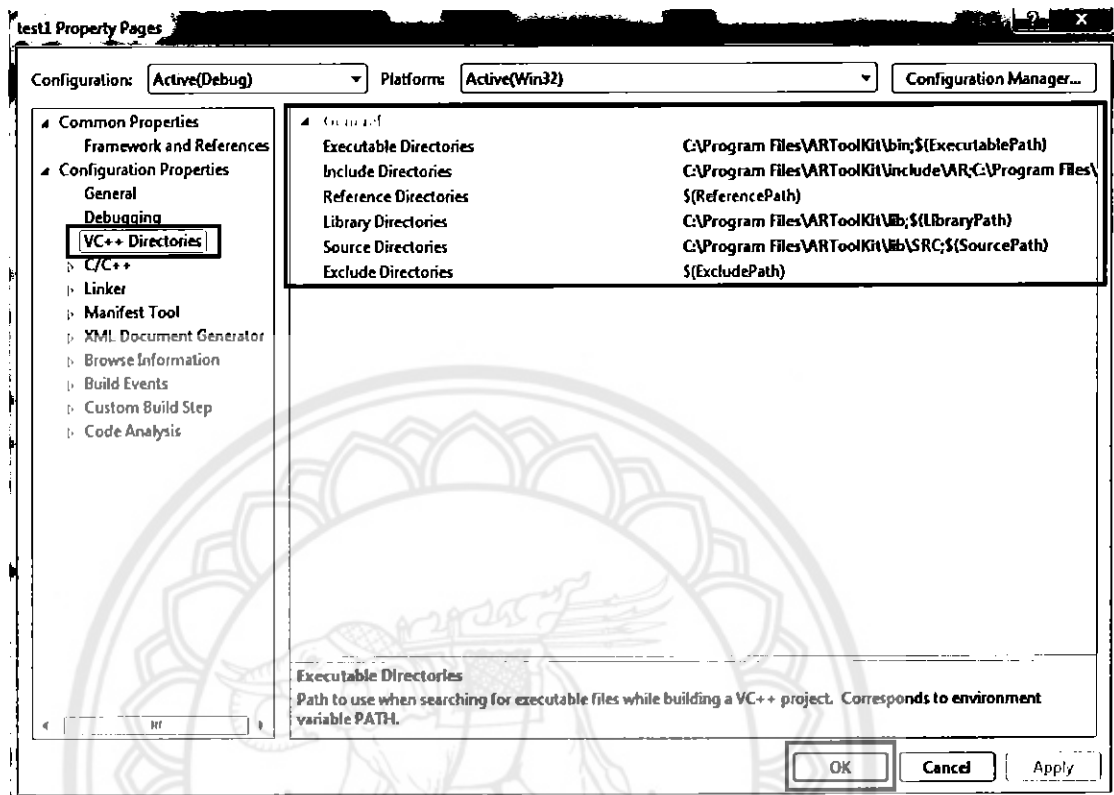 test1 Property Pages
Configuration: Active(Debug) Platform: Active(Win32) Configuration Manager...
Common Properties
Framework and References
Configuration Properties
General
Debugging
VC++ Directories
C/C++
Linker
Manifest Tool
XML Document Generator
Browse Information
Build Events
Custom Build Step
Code Analysis
General
Executable Directories C:\Program Files\ARToolKit\bin;$(ExecutablePath)
Include Directories C:\Program Files\ARToolKit\include\AR;C:\Program Files\
Reference Directories $(ReferencePath)
Library Directories C:\Program Files\ARToolKit\lib;$(LibraryPath)
Source Directories C:\Program Files\ARToolKit\lib\SRC;$(SourcePath)
Exclude Directories $(ExcludePath)
Executable Directories
Path to use when searching for executable files while building a VC++ project. Corresponds to environment
variable PATH.
OK Cancel Apply